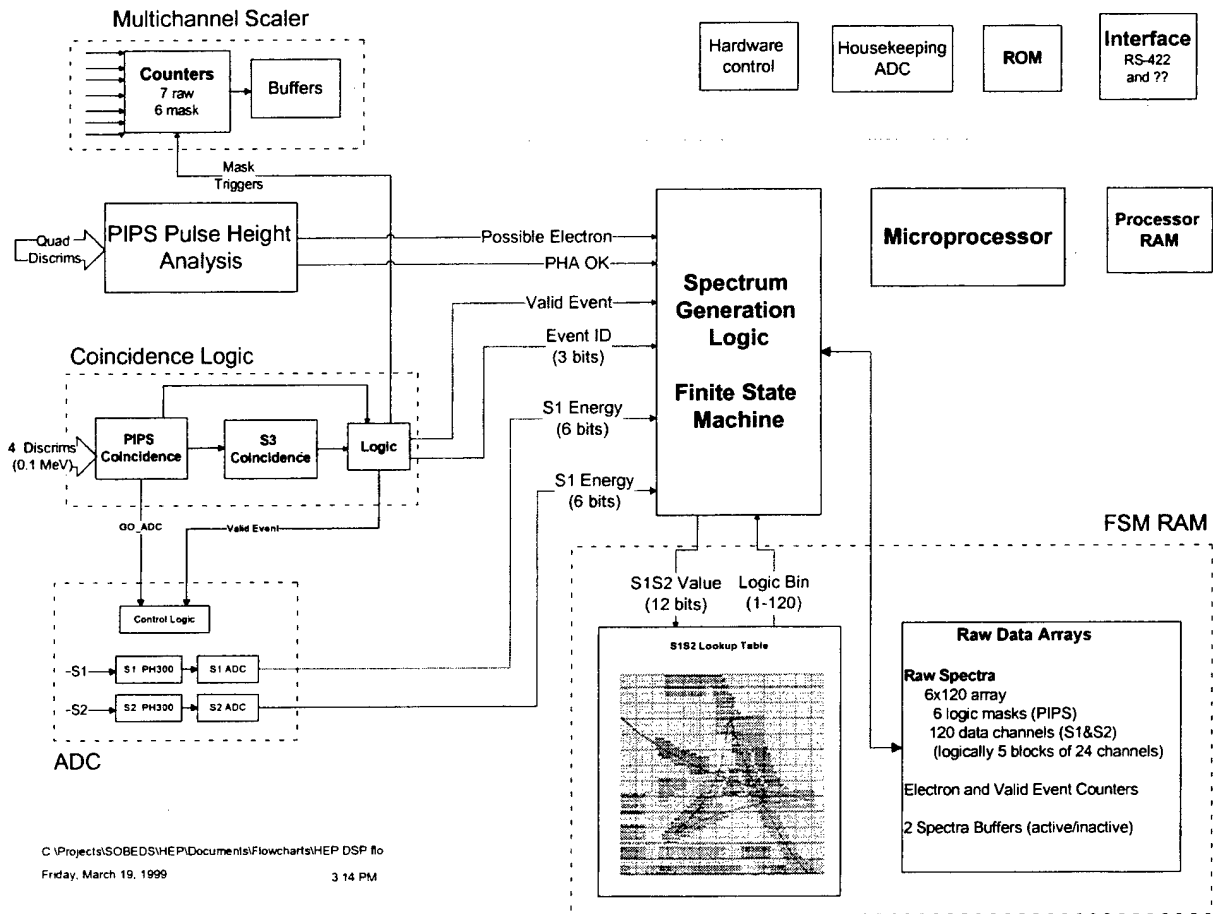 Multichannel Scaler
Counters
7 raw
6 mask
Buffers
Hardware
control
Housekeeping
ADC
ROM
Interface
RS-422
and ??
Mask
Triggers
Quad
Discrims
PIPS Pulse Height
Analysis
Possible Electron
PHA OK
Valid Event
Event ID
(3 bits)
S1 Energy
(6 bits)
S1 Energy
(6 bits)
Spectrum
Generation
Logic
Finite State
Machine
Microprocessor
Processor
RAM
Coincidence Logic
4 Discrims
(0.1 MeV)
PIPS
Coincidence
S3
Coincidence
Logic
GO_ADC
Valid Event
Control Logic
-S1
S1 PH300
S1 ADC
-S2
S2 PH300
S2 ADC
ADC
FSM RAM
S1S2 Value
(12 bits)
Logic Bin
(1-120)
S1S2 Lookup Table
Raw Data Arrays
Raw Spectra
6x120 array
6 logic masks (PIPS)
120 data channels (S1&S2)
(logically 5 blocks of 24 channels)
Electron and Valid Event Counters
2 Spectra Buffers (active/inactive)
C \Projects\SOBEDS\HEP\Documents\Flowcharts\HEP DSP flo
Friday, March 19, 1999
3 14 PM